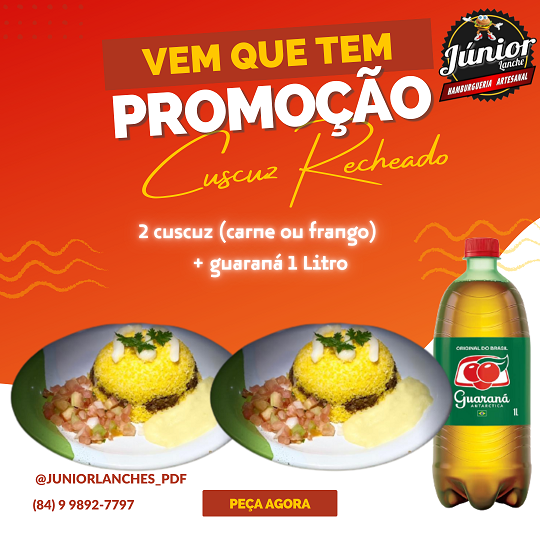 VEM QUE TEM
PROMOÇÃO
Júnior
Lanche
HAMBURGUERIA ARTESANAL
Cuscuz Recheado
2 cuscuz (carne ou frango)
+ guaraná 1 Litro
ORIGINAL DO BRASIL
Guaraná
ANTARCTICA
1L
@JUNIORLANCHES_PDF
(84) 9 9892-7797
PEÇA AGORA